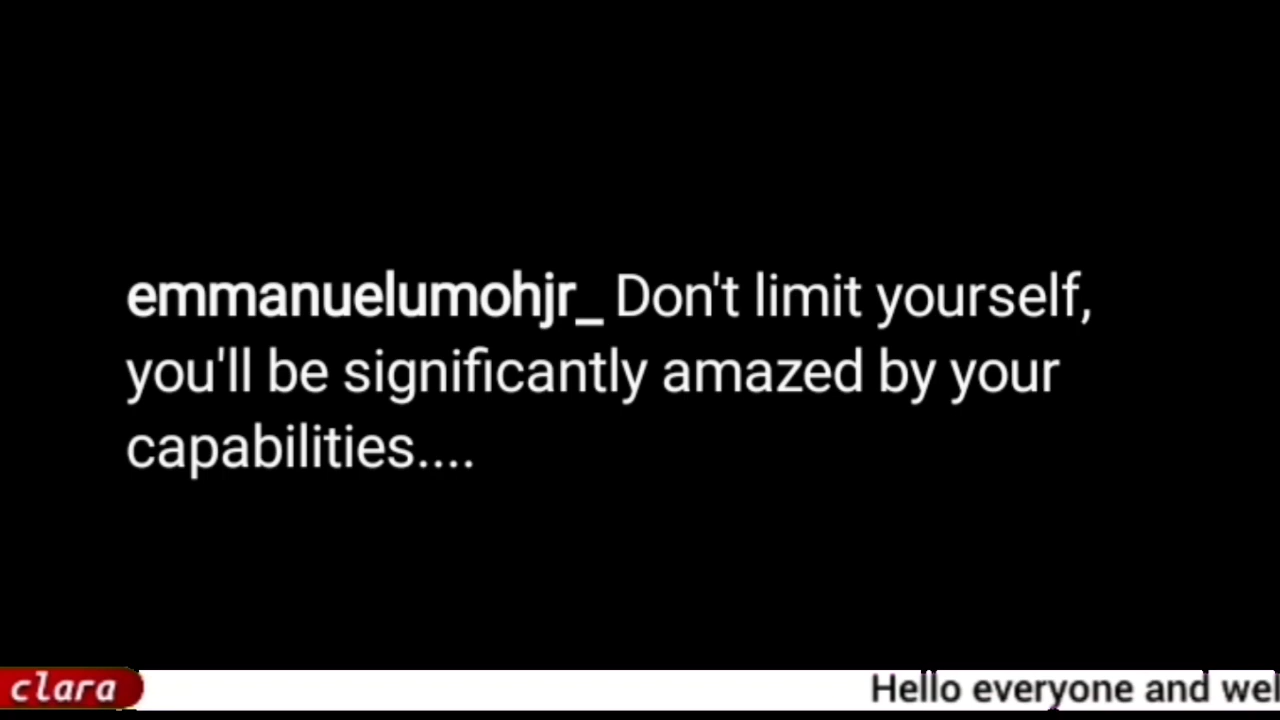 emmanuelumohjr_ Don't limit yourself,
you'll be significantly amazed by your
capabilities....
clara
Hello everyone and wel